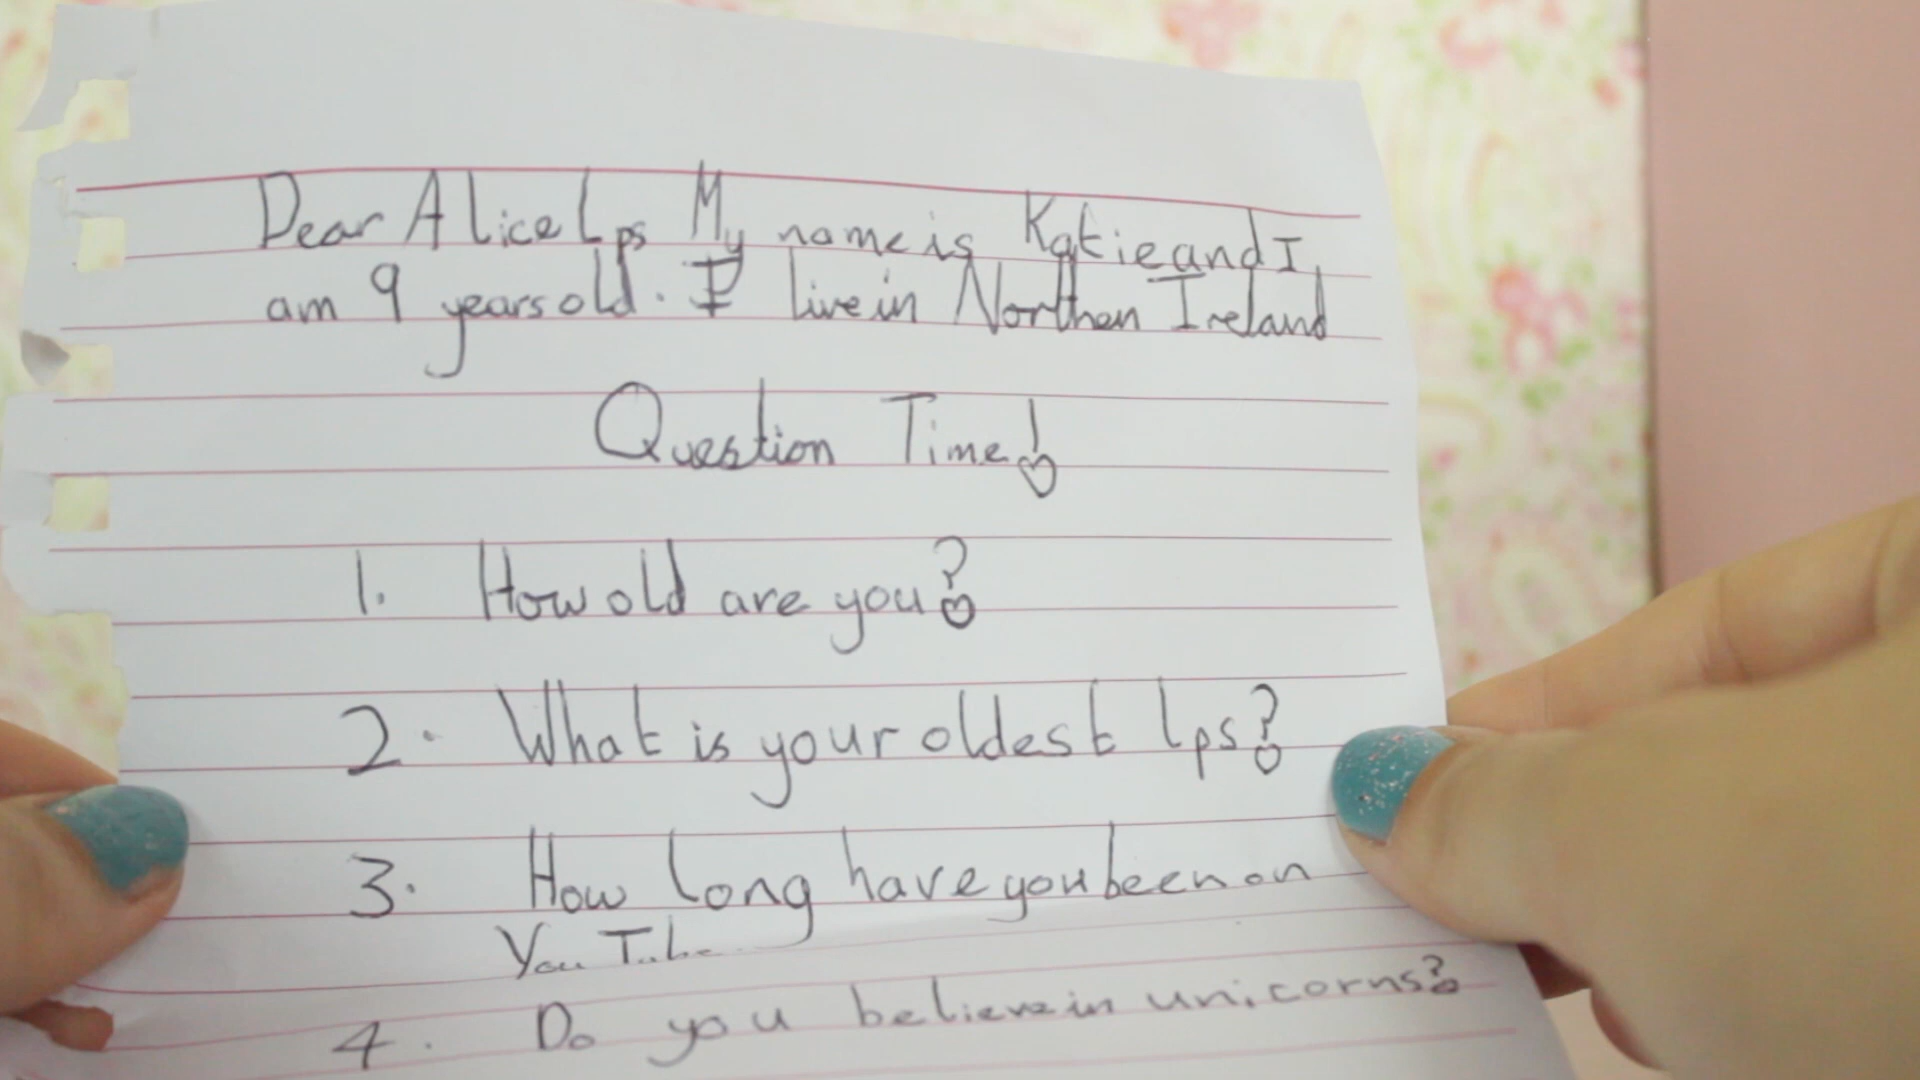 Dear Alice Lps My name is Katie and I
am 9 years old. I live in Northen Ireland
Question Time!
1. How old are you?
2. What is your oldest lps?
3. How long have you been on
You Tube
4. Do you believe in unicorns?